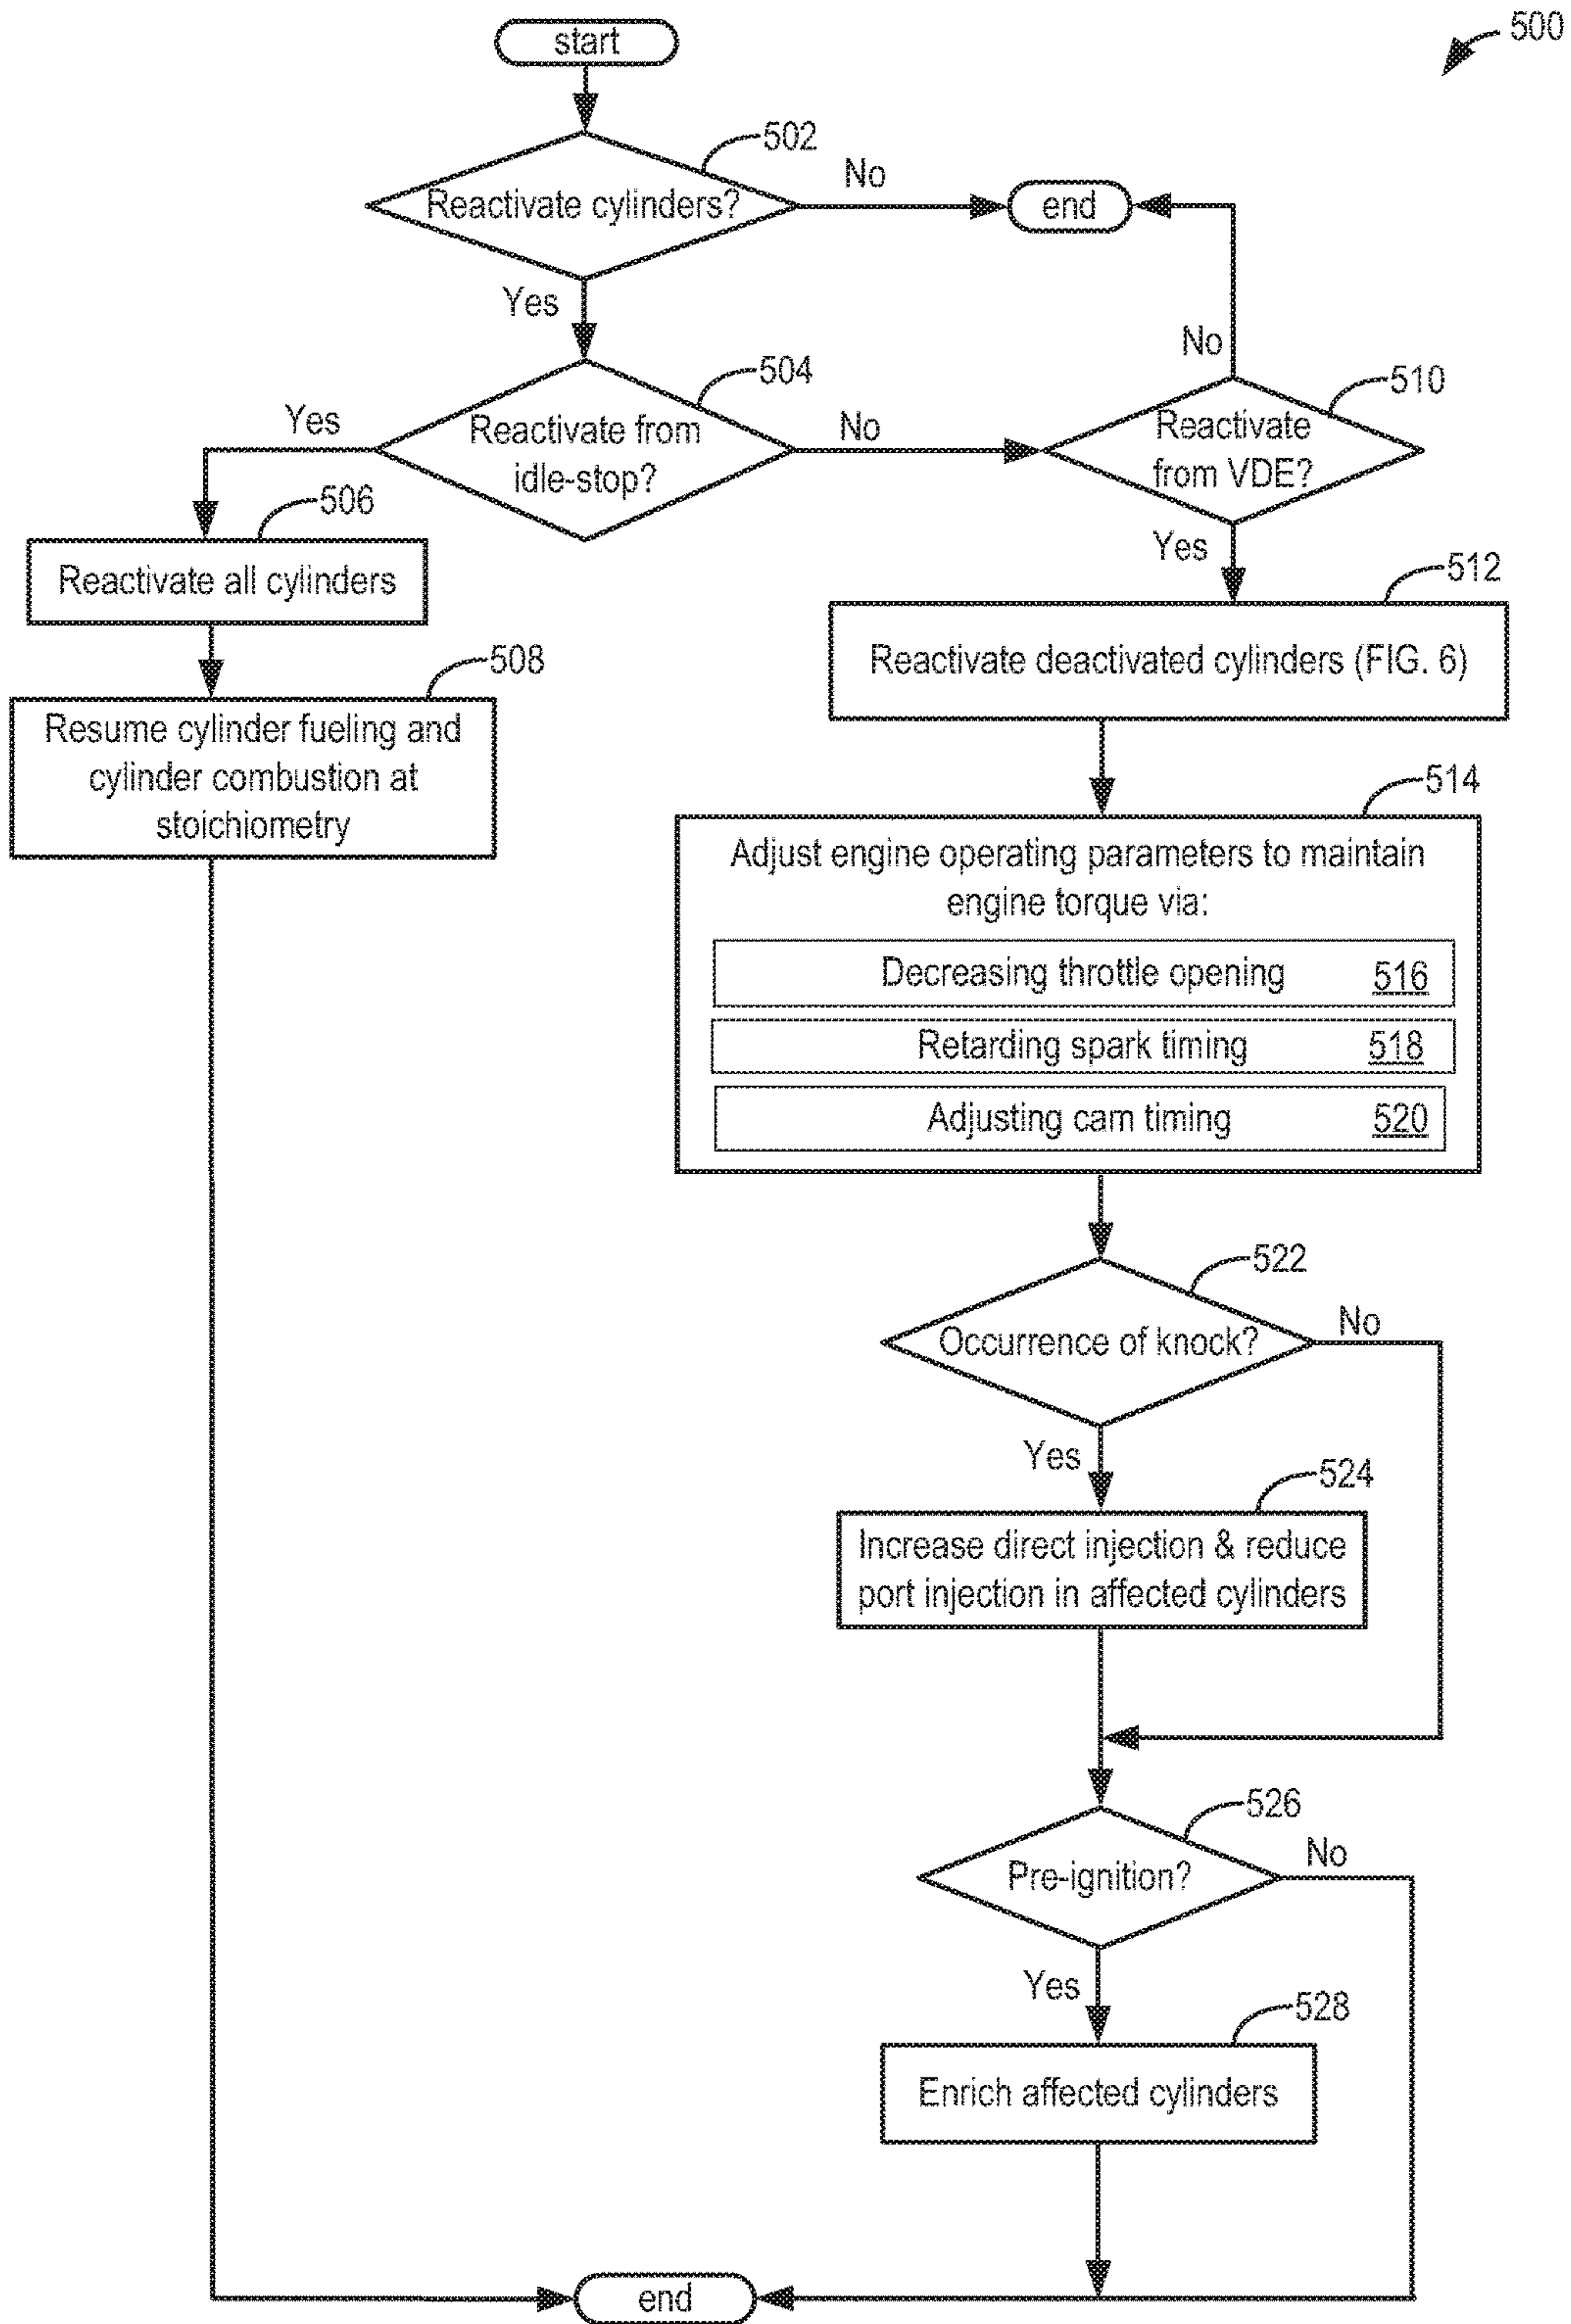 500
start
502
Reactivate cylinders?
No
end
Yes
No
504
510
Yes
Reactivate from
idle-stop?
No
Reactivate
from VDE?
506
Yes
Reactivate all cylinders
512
Reactivate deactivated cylinders (FIG. 6)
508
Resume cylinder fueling and
cylinder combustion at
stoichiometry
514
Adjust engine operating parameters to maintain
engine torque via:
Decreasing throttle opening 516
Retarding spark timing 518
Adjusting cam timing 520
522
Occurrence of knock?
No
Yes
524
Increase direct injection & reduce
port injection in affected cylinders
526
Pre-ignition?
No
Yes
528
Enrich affected cylinders
end